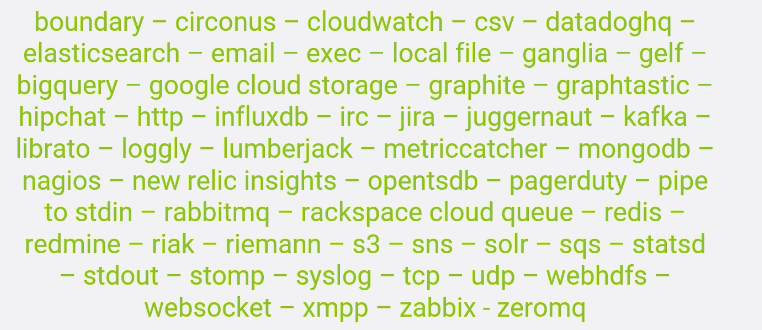 boundary – circonus – cloudwatch – csv – datadoghq –
elasticsearch – email – exec – local file – ganglia – gelf –
bigquery – google cloud storage – graphite – graphtastic –
hipchat – http – influxdb – irc – jira – juggernaut – kafka –
librato – loggly – lumberjack – metriccatcher – mongodb –
nagios – new relic insights – opentsdb – pagerduty – pipe
to stdin – rabbitmq – rackspace cloud queue – redis –
redmine – riak – riemann – s3 – sns – solr – sqs – statsd
– stdout – stomp – syslog – tcp – udp – webhdfs –
websocket – xmpp – zabbix - zeromq